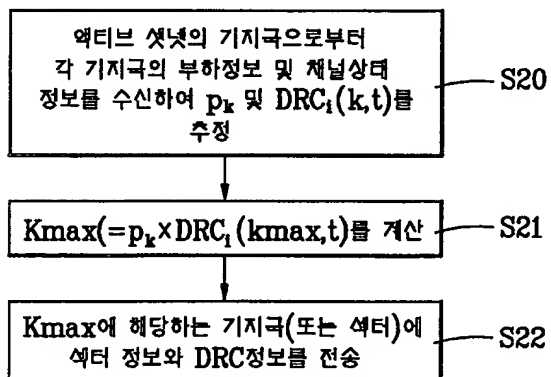 액티브 셋넷의 기지국으로부터
각 기지국의 부하정보 및 채널상태
정보를 수신하여 pk 및 DRCi(k,t)를
추정
S20
Kmax(=pk×DRCi(kmax,t)를 계산
S21
Kmax에 해당하는 기지국(또는 섹터)에
섹터 정보와 DRC정보를 전송
S22